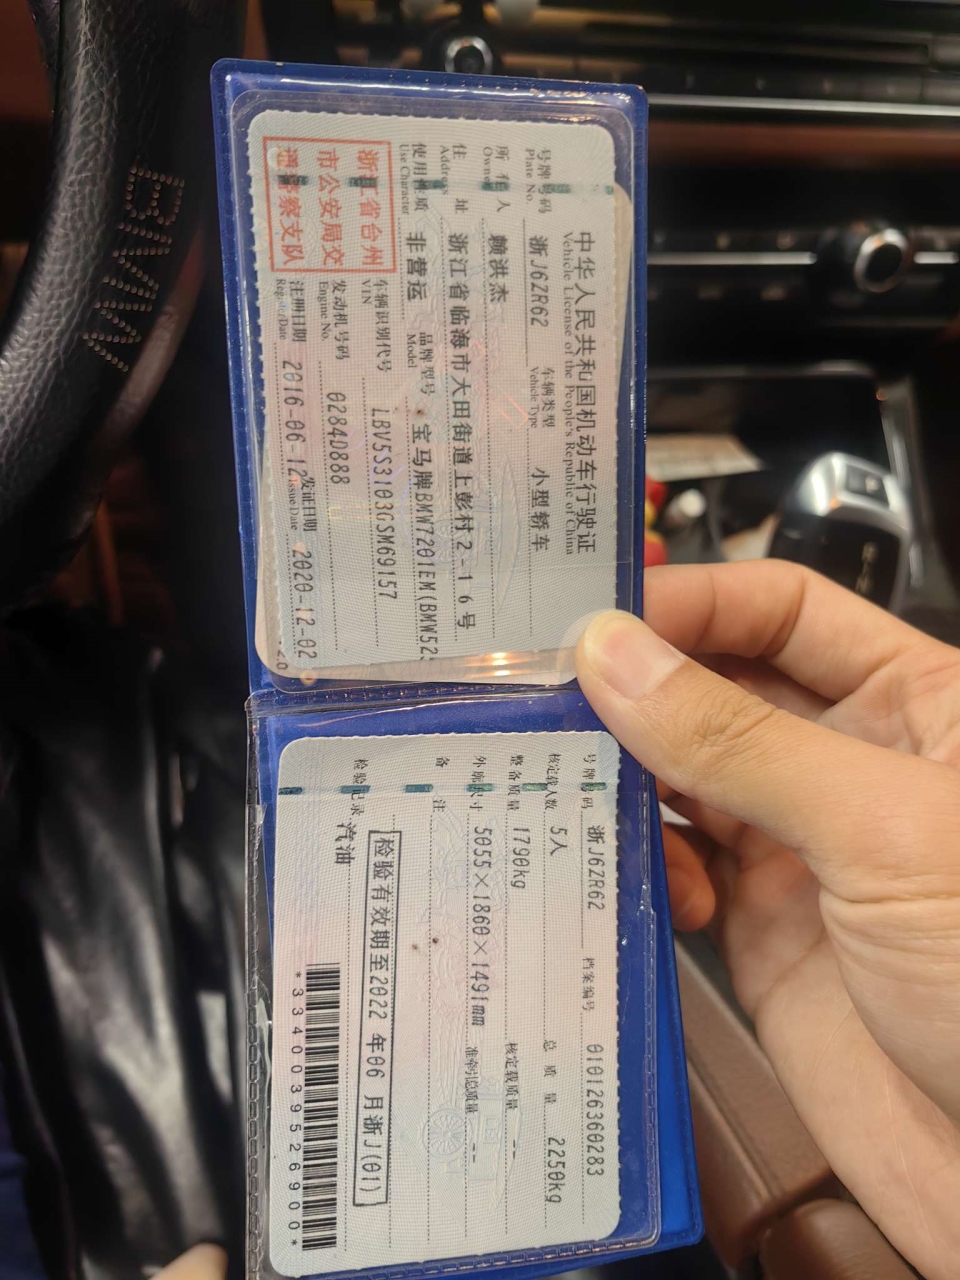 中华人民共和国机动车行驶证
Vehicle License of the People's Republic of China
号牌号码 浙J6ZR62 车辆类型 小型轿车
Plate No. Vehicle Type
所有人 赖洪杰
Owner
住址 浙江省临海市大田街道上彭村2-16号
Address
使用性质 非营运 品牌型号 宝马牌BMW7201EM(BMW52
Use Character Model
浙江省台州
市公安局交
通警察支队
车辆识别代号 LBV5S3103GSM69157
VIN
发动机号码 0284D888
Engine No.
注册日期 2016-06-12 发证日期 2020-12-02
Register Date Issue Date
2.0
号牌号码 浙J6ZR62 档案编号 010126360283
核定载人数 5人 总质量 2250kg
整备质量 1790kg 核定载质量 --
外廓尺寸 5055×1860×1491mm 准牵引总质量 --
备注
检验有效期至2022年06月浙J(01)
检验记录 汽油
*3340039526900*
BMW